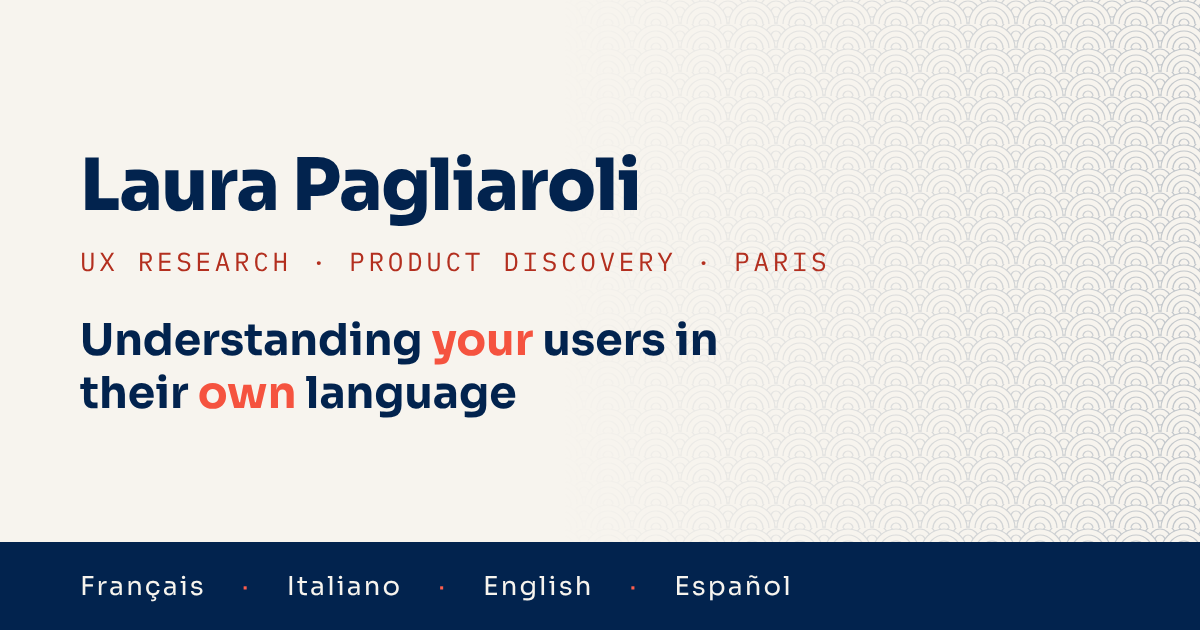 Laura Pagliaroli
UX RESEARCH · PRODUCT DISCOVERY · PARIS
Understanding your users in
their own language
Français · Italiano · English · Español